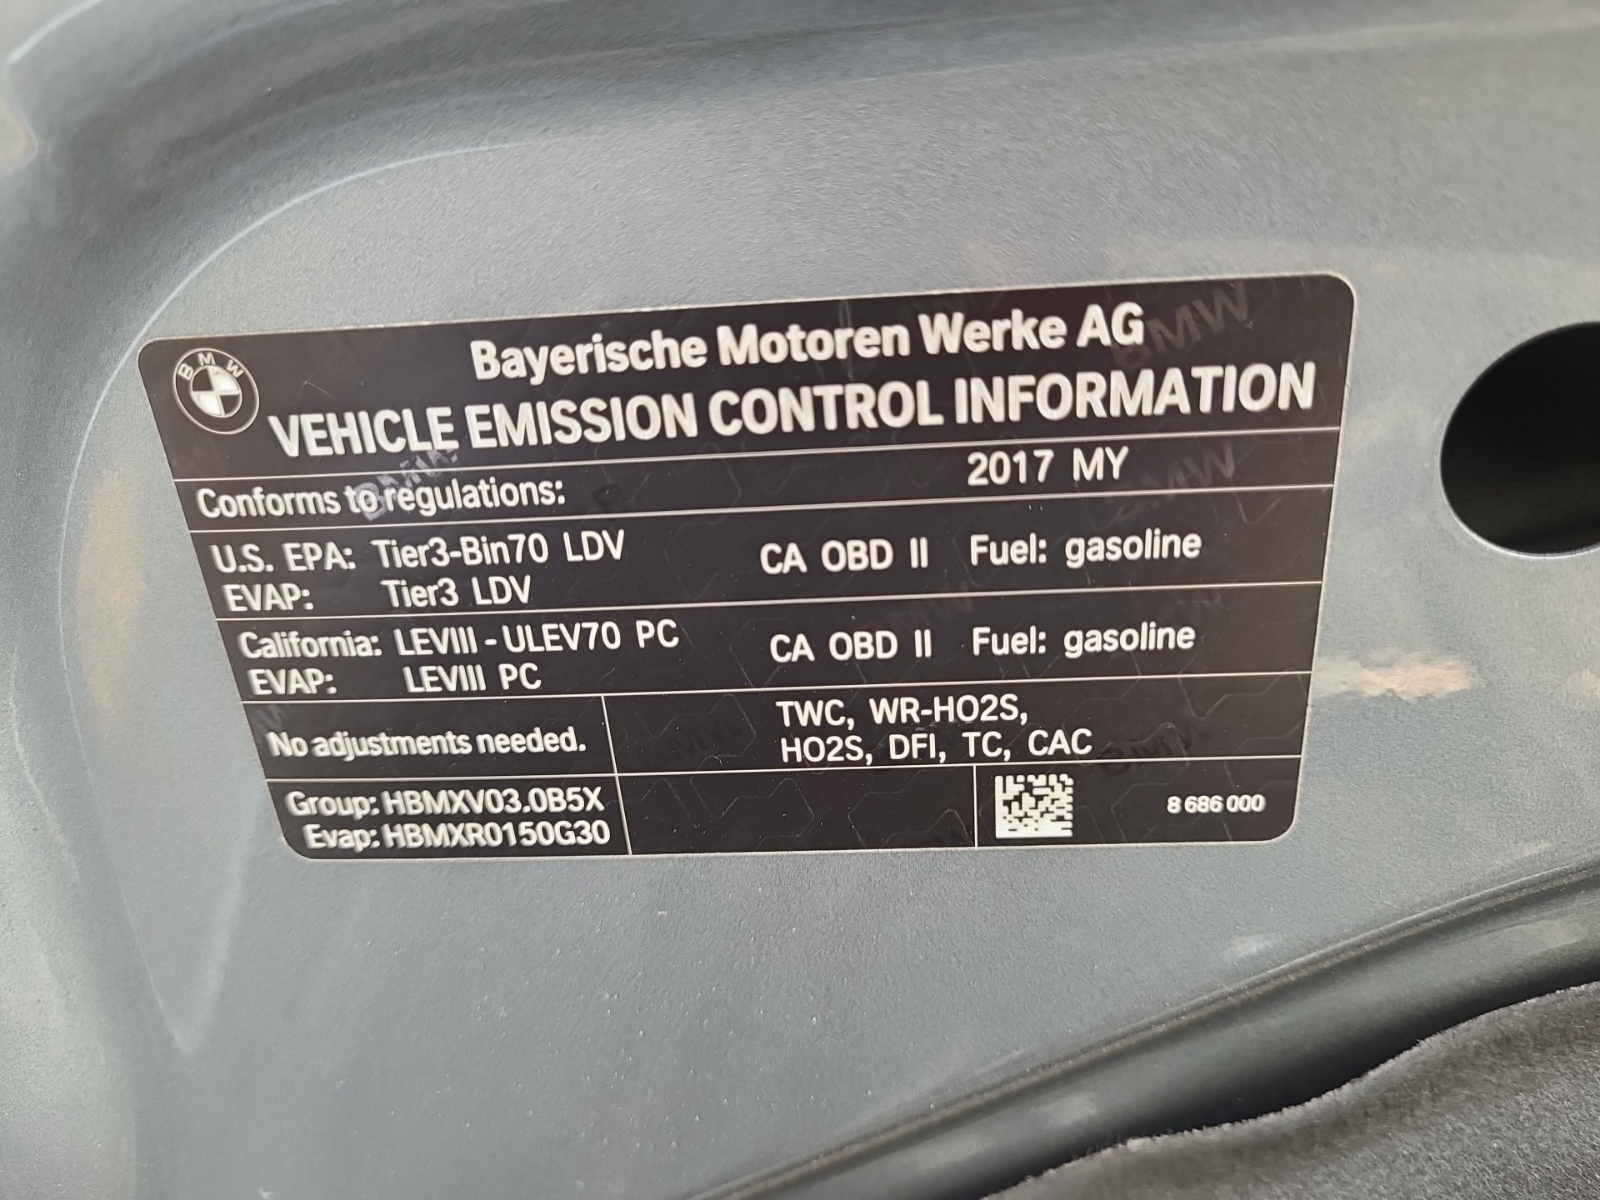 BMW
Bayerische Motoren Werke AG
VEHICLE EMISSION CONTROL INFORMATION
Conforms to regulations: 2017 MY
U.S. EPA: Tier3-Bin70 LDV CA OBD II Fuel: gasoline
EVAP: Tier3 LDV
California: LEVIII - ULEV70 PC CA OBD II Fuel: gasoline
EVAP: LEVIII PC
No adjustments needed.
TWC, WR-HO2S,
HO2S, DFI, TC, CAC
Group: HBMXV03.0B5X
Evap: HBMXR0150G30
8 686 000